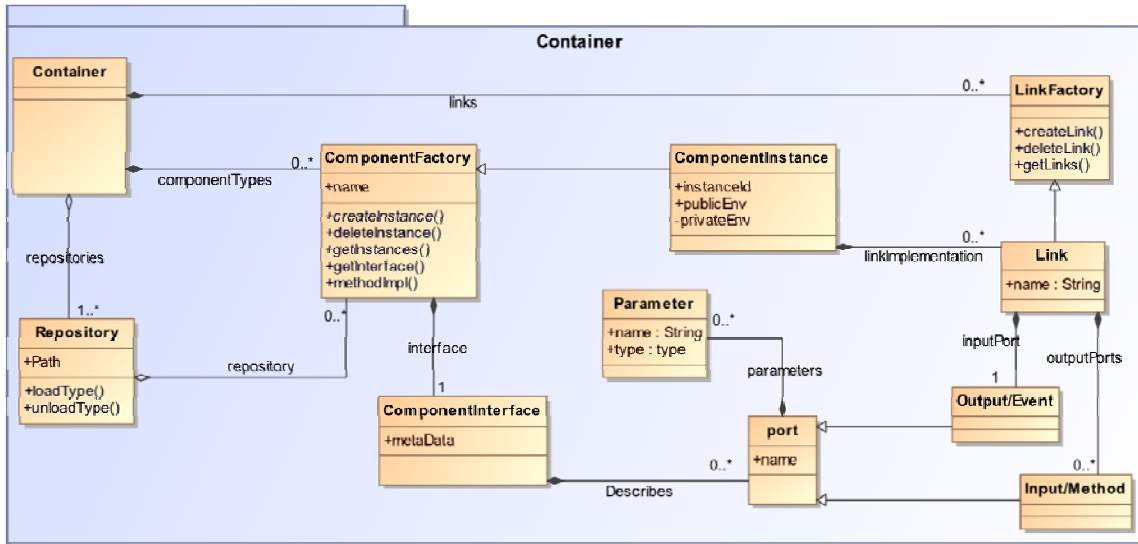 Container
Container
0..*
LinkFactory
links
+createLink()
+deleteLink()
+getLinks()
0..*
ComponentFactory
ComponentInstance
componentTypes
+name
+instanceId
+publicEnv
-privateEnv
+createInstance()
+deleteInstance()
+getInstances()
+getInterface()
+methodImpl()
repositories
0..*
linkImplementation
Link
+name : String
1..*
0..*
Parameter
0..*
Repository
+Path
+name : String
+type : type
interface
inputPort
outputPorts
repository
parameters
+loadType()
+unloadType()
1
1
ComponentInterface
Output/Event
+metaData
port
+name
0..*
0..*
Describes
Input/Method